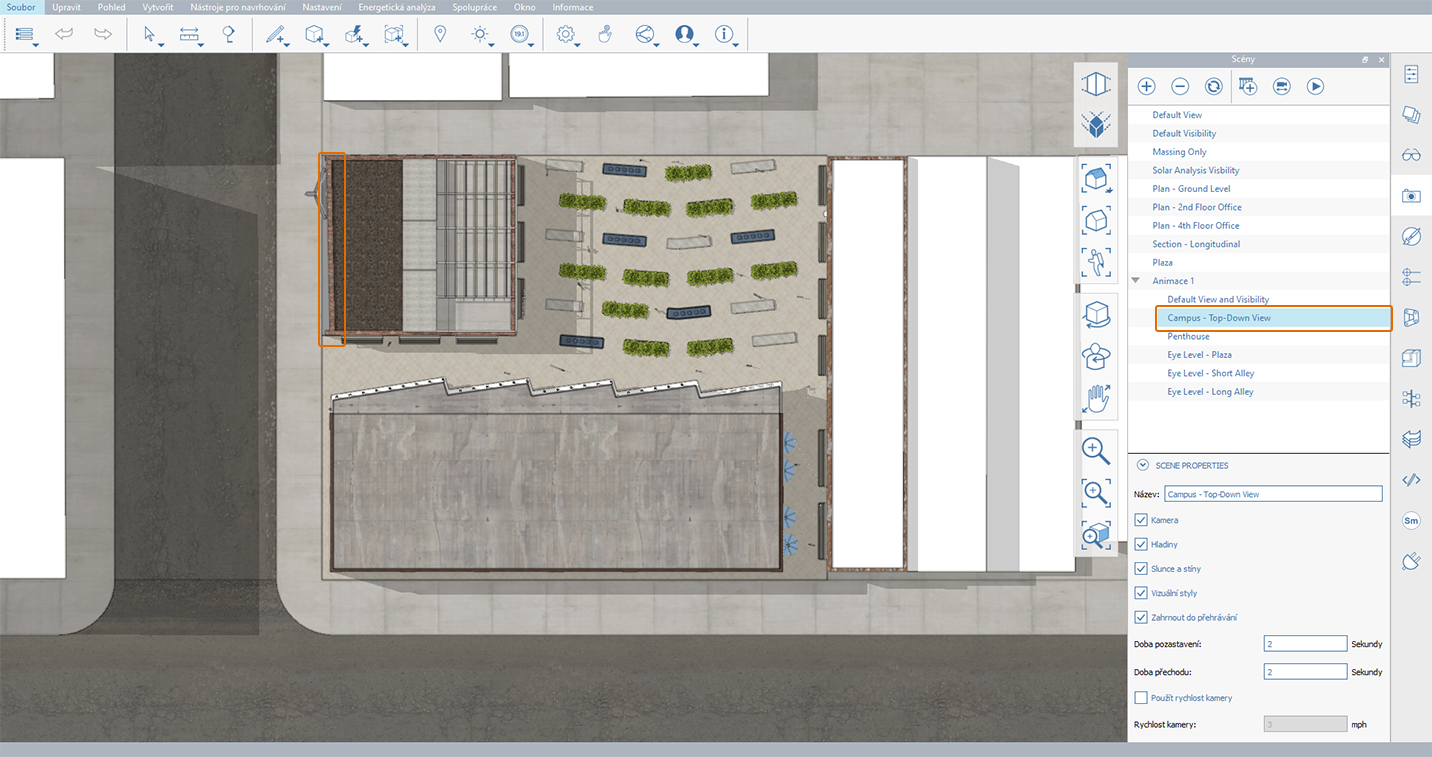 Soubor Upravit Pohled Vytvořit Nástroje pro navrhování Nastavení Energetická analýza Spolupráce Okno Informace
19.1
Scény
Default View
Default Visibility
Massing Only
Solar Analysis Visbility
Plan - Ground Level
Plan - 2nd Floor Office
Plan - 4th Floor Office
Section - Longitudinal
Plaza
Animace 1
Default View and Visibility
Campus - Top-Down View
Penthouse
Eye Level - Plaza
Eye Level - Short Alley
Eye Level - Long Alley
SCENE PROPERTIES
Název: Campus - Top-Down View
Kamera
Hladiny
Slunce a stíny
Vizuální styly
Zahrnout do přehrávání
Doba pozastavení: 2 Sekundy
Doba přechodu: 2 Sekundy
Použít rychlost kamery
Rychlost kamery: 3 mph
Sm